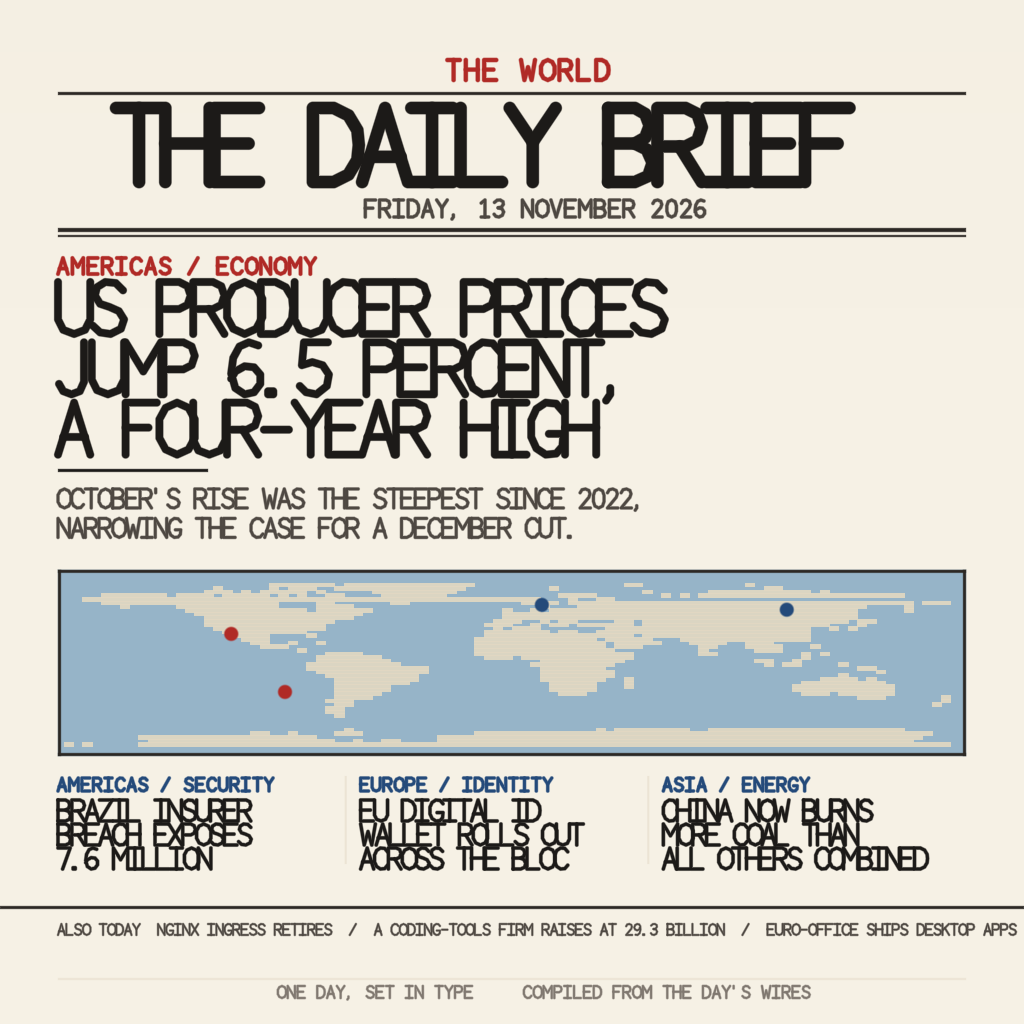 THE WORLD
THE DAILY BRIEF
FRIDAY, 13 NOVEMBER 2026
AMERICAS / ECONOMY
US PRODUCER PRICES
JUMP 6.5 PERCENT,
A FOUR-YEAR HIGH
OCTOBER'S RISE WAS THE STEEPEST SINCE 2022,
NARROWING THE CASE FOR A DECEMBER CUT.
AMERICAS / SECURITY
BRAZIL INSURER
BREACH EXPOSES
7.6 MILLION
EUROPE / IDENTITY
EU DIGITAL ID
WALLET ROLLS OUT
ACROSS THE BLOC
ASIA / ENERGY
CHINA NOW BURNS
MORE COAL THAN
ALL OTHERS COMBINED
ALSO TODAY NGINX INGRESS RETIRES / A CODING-TOOLS FIRM RAISES AT 29.3 BILLION / EURO-OFFICE SHIPS DESKTOP APPS
ONE DAY, SET IN TYPE COMPILED FROM THE DAY'S WIRES